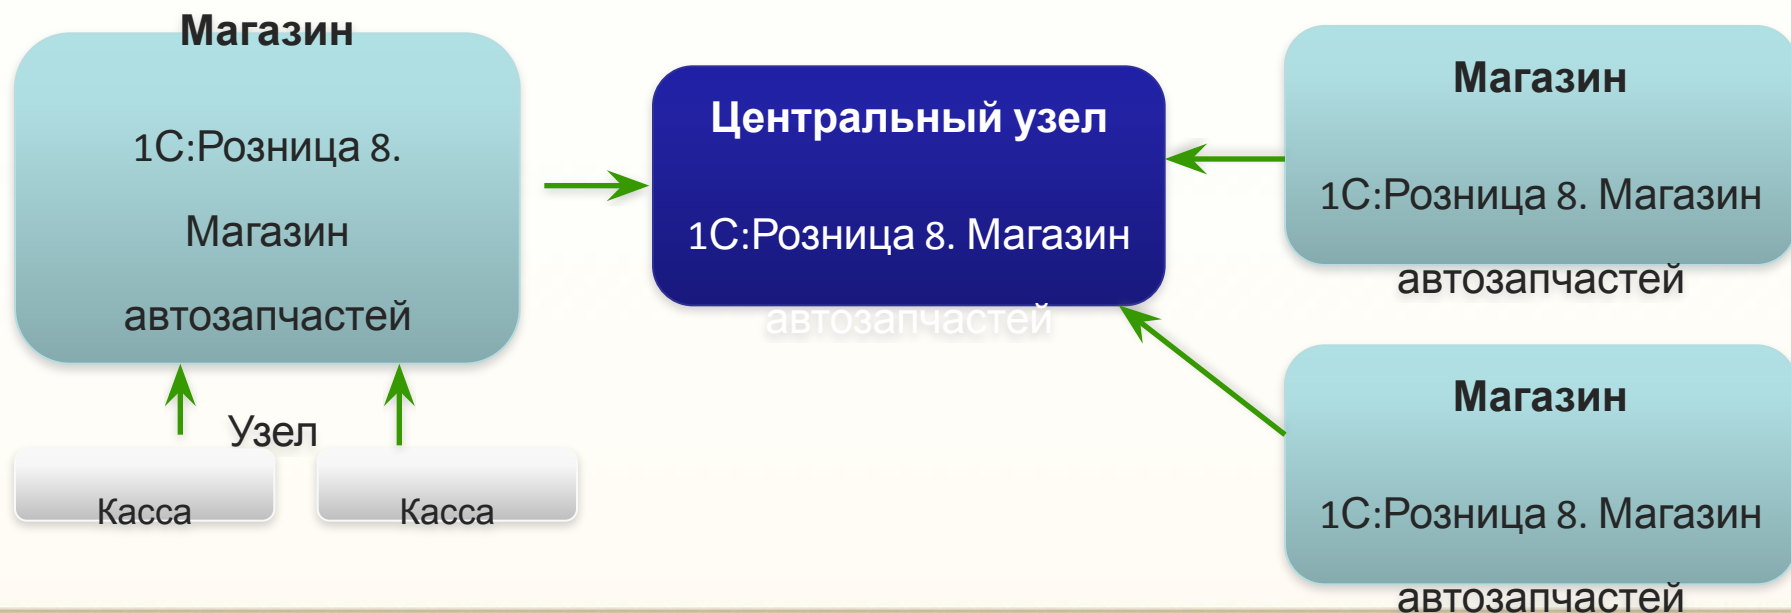 Магазин
1С:Розница 8.
Магазин
автозапчастей
Узел
Касса
Касса
Центральный узел
1С:Розница 8. Магазин
автозапчастей
Магазин
1С:Розница 8. Магазин
автозапчастей
Магазин
1С:Розница 8. Магазин
автозапчастей